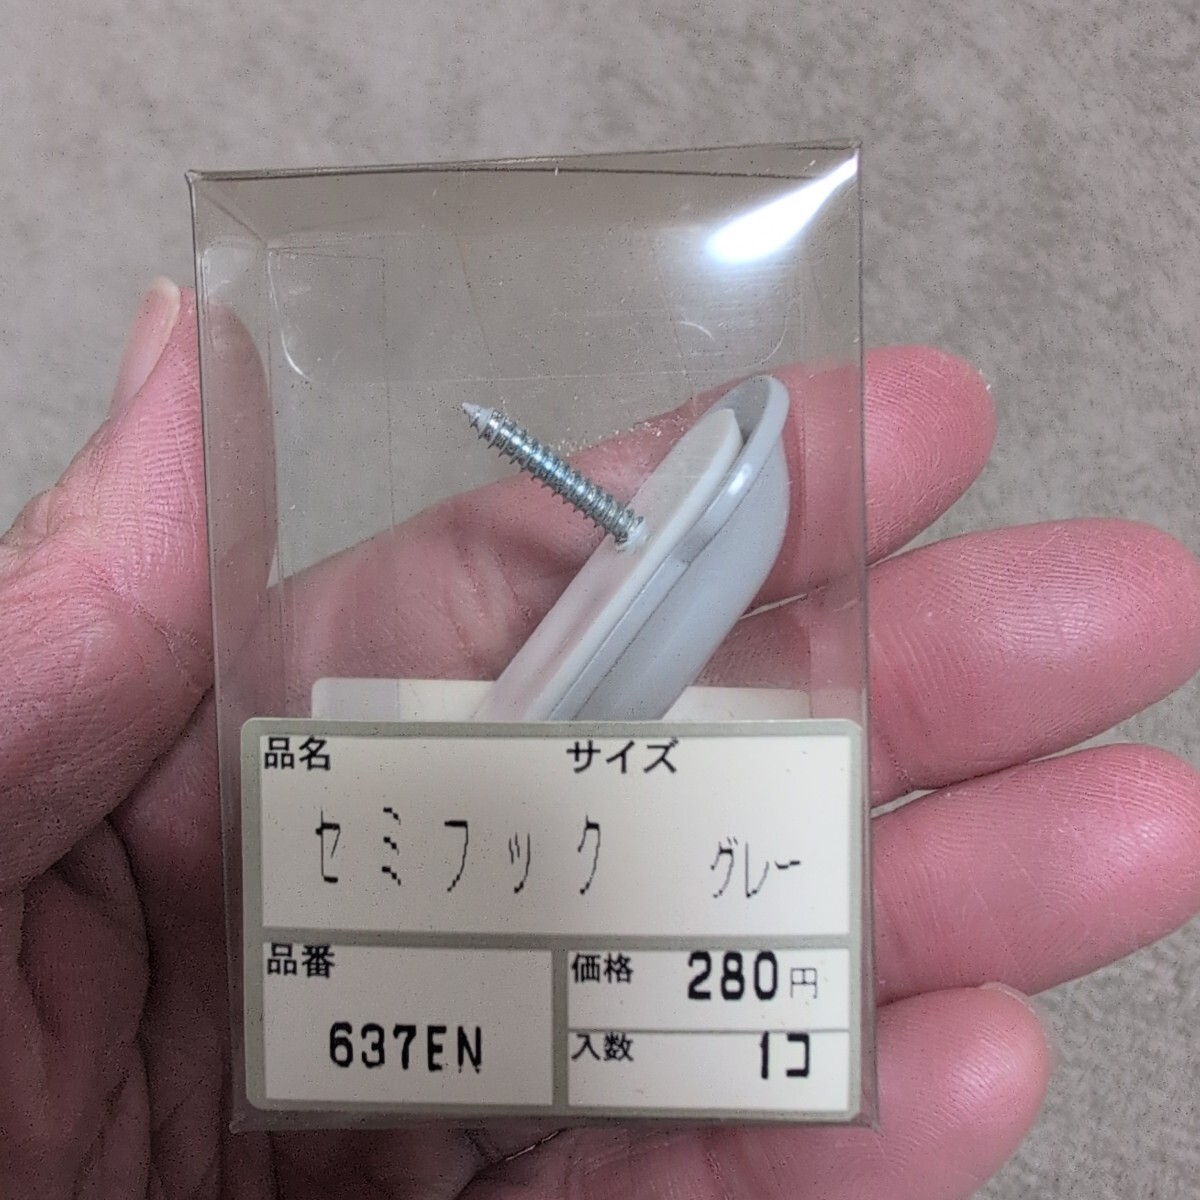 品名 サイズ
セミフック グレー
品番
637EN
価格 280円
入数 1コ